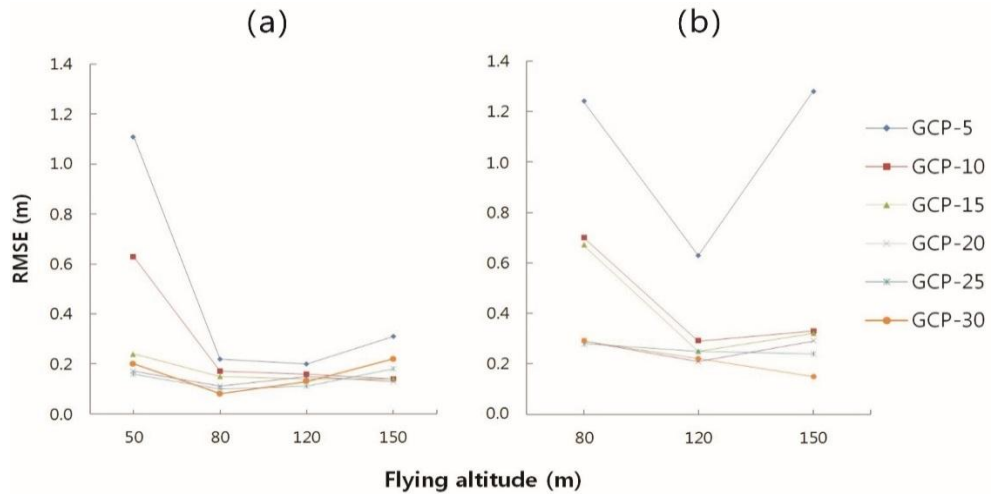 (a) (b)
1.4
1.2
1.0
0.8
0.6
0.4
0.2
0.0
50 80 120 150
RMSE (m)
1.4
1.2
1.0
0.8
0.6
0.4
0.2
0.0
80 120 150
GCP-5
GCP-10
GCP-15
GCP-20
GCP-25
GCP-30
Flying altitude (m)